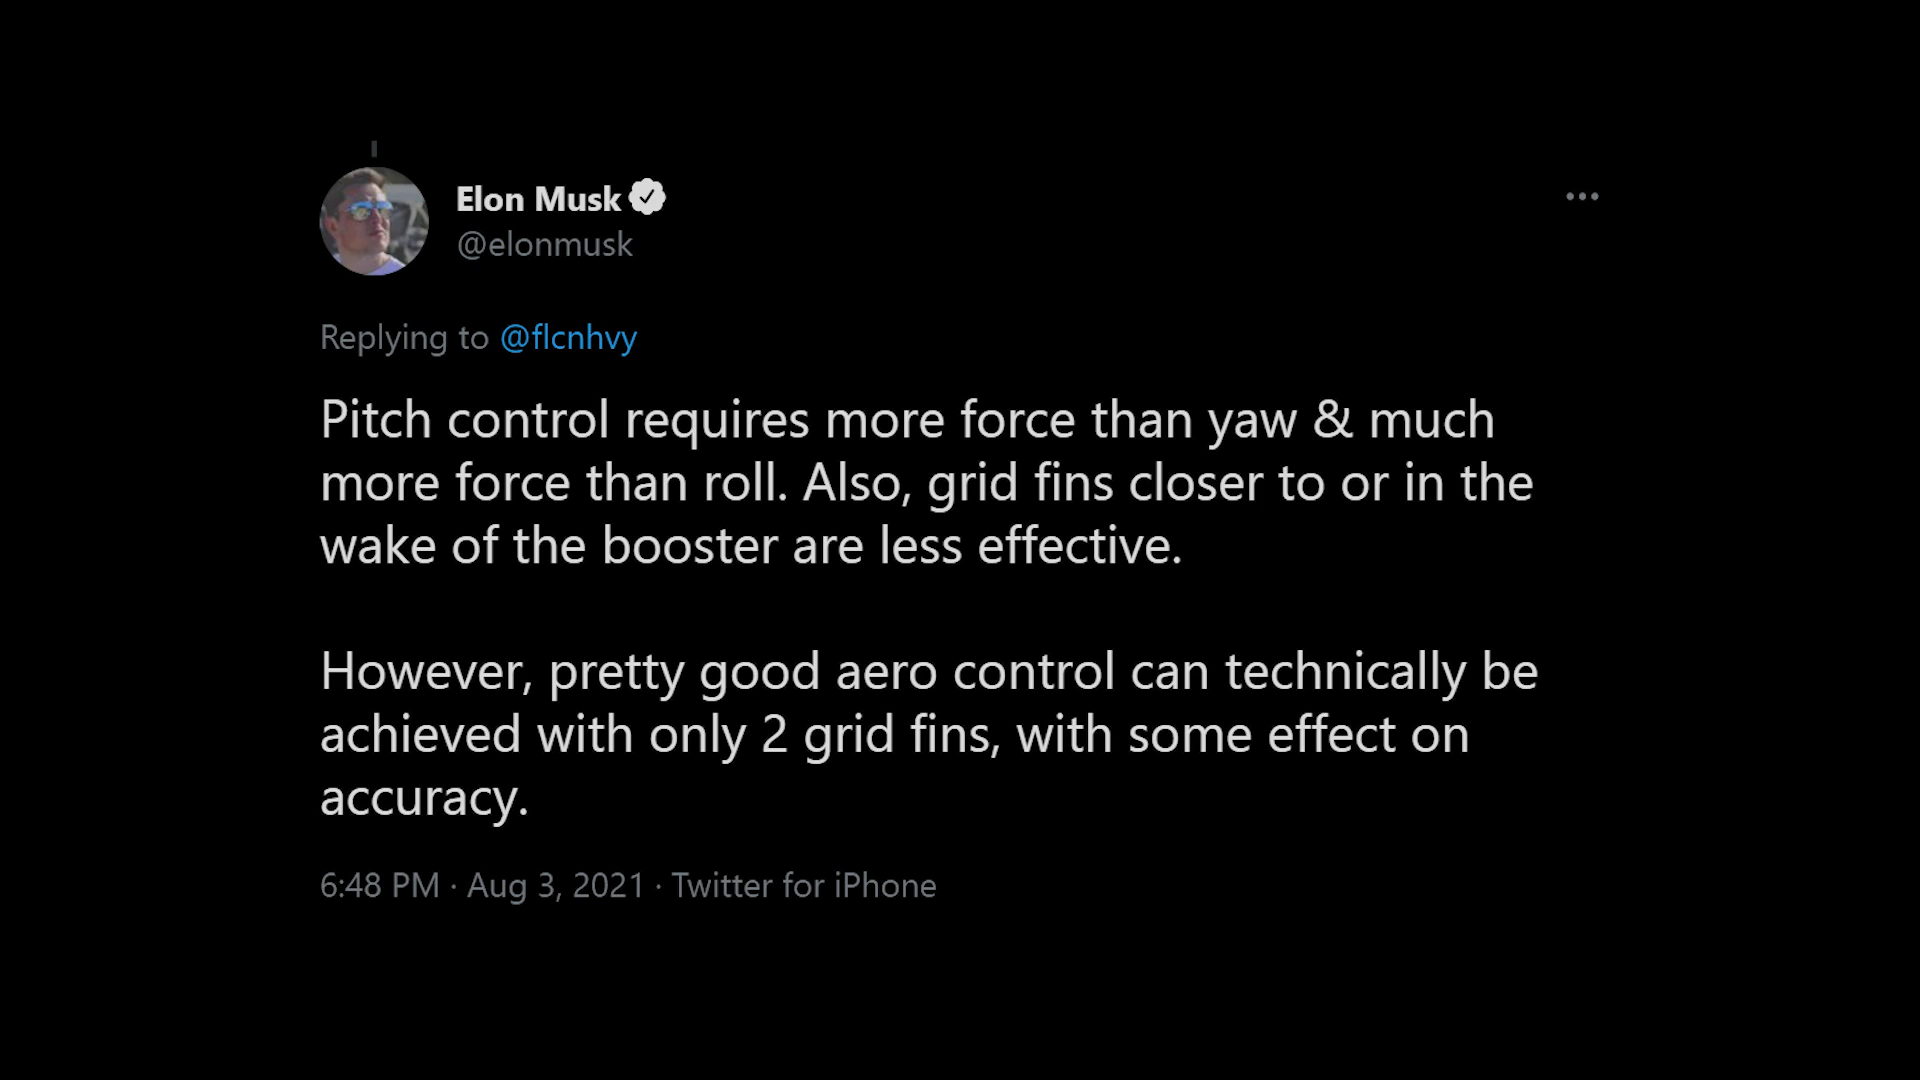 Elon Musk
@elonmusk
Replying to @flcnhvy
Pitch control requires more force than yaw & much
more force than roll. Also, grid fins closer to or in the
wake of the booster are less effective.
However, pretty good aero control can technically be
achieved with only 2 grid fins, with some effect on
accuracy.
6:48 PM · Aug 3, 2021 · Twitter for iPhone